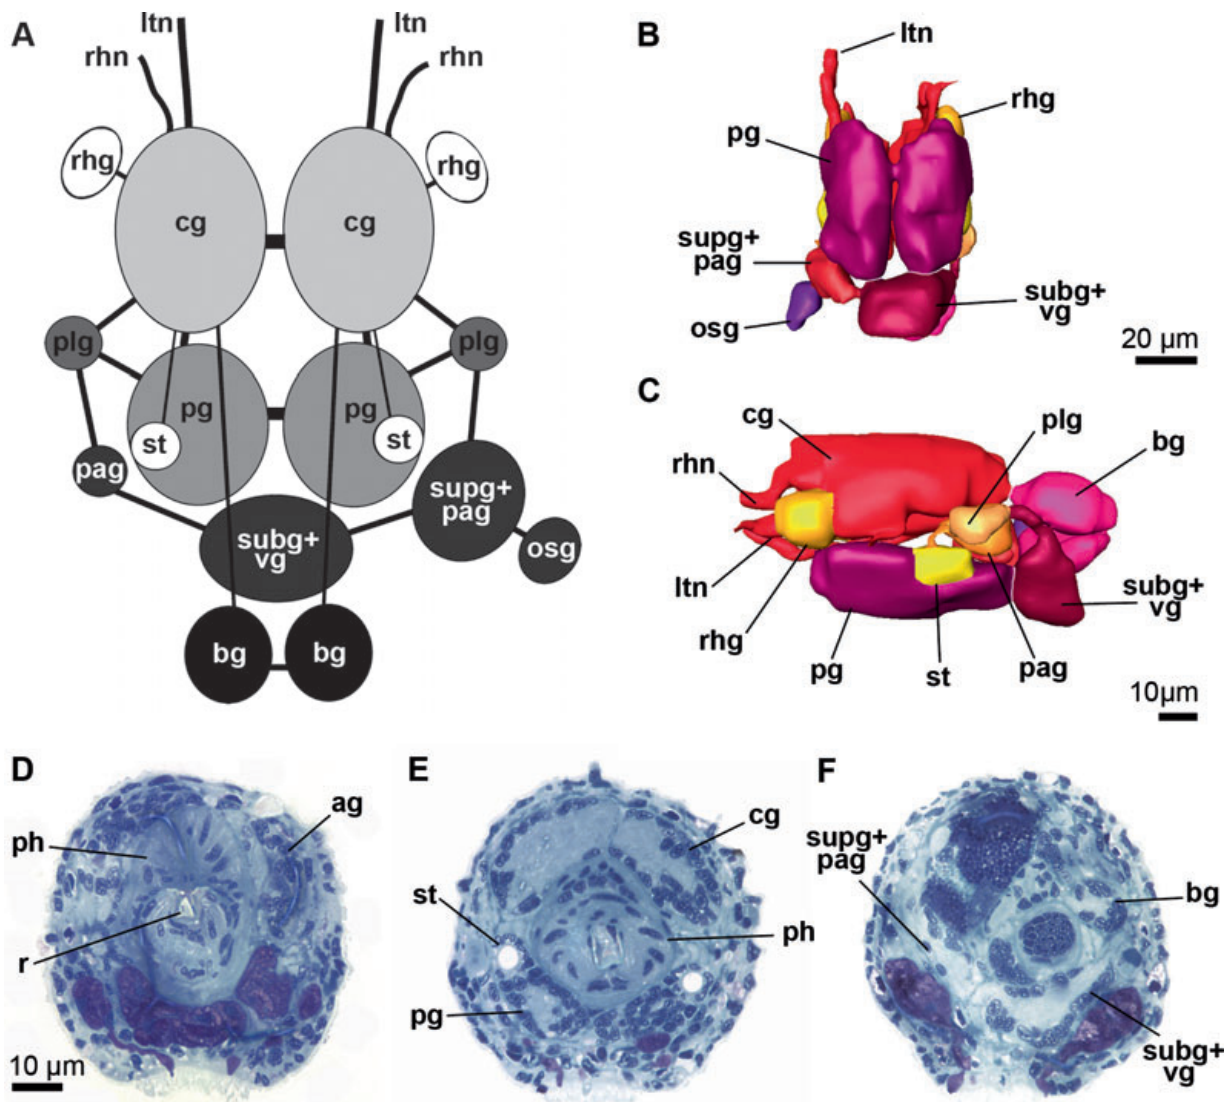 A
ltn
ltn
rhn
rhn
rhg
rhg
cg
cg
plg
plg
pg
pg
st
st
pag
supg+
pag
subg+
vg
osg
bg
bg
B
ltn
rhg
pg
supg+
pag
osg
subg+
vg
20 µm
C
cg
plg
bg
rhn
ltn
rhg
pg
st
pag
subg+
vg
10µm
D
ag
ph
r
10 µm
E
cg
st
ph
pg
F
supg+
pag
bg
subg+
vg